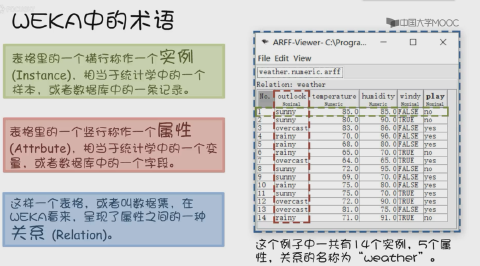 WEKA中的术语
中国大学MOOC
表格里的一个横行称作一个实例
(Instance)，相当于统计学中的一个
样本，或者数据库中的一条记录。
表格里的一个竖行称作一个属性
(Attribute)，相当于统计学中的一个变
量，或者数据库中的一个字段。
这样一个表格，或者叫数据集，在
WEKA看来，呈现了属性之间的一种
关系 (Relation)。
ARFF-Viewer- C:\Progra...
File Edit View
weather.numeric.arff
Relation: weather
No. outlook temperature humidity windy play
Nominal Numeric Numeric Nominal Nominal
1 sunny 85.0 85.0 FALSE no
2 sunny 80.0 90.0 TRUE no
3 overcast 83.0 86.0 FALSE yes
4 rainy 70.0 96.0 FALSE yes
5 rainy 68.0 80.0 FALSE yes
6 rainy 65.0 70.0 TRUE no
7 overcast 64.0 65.0 TRUE yes
8 sunny 72.0 95.0 FALSE no
9 sunny 69.0 70.0 FALSE yes
10 rainy 75.0 80.0 FALSE yes
11 sunny 75.0 70.0 TRUE yes
12 overcast 72.0 90.0 TRUE yes
13 overcast 81.0 75.0 FALSE yes
14 rainy 71.0 91.0 TRUE no
这个例子中一共有14个实例，5个属
性，关系的名称为“weather”。